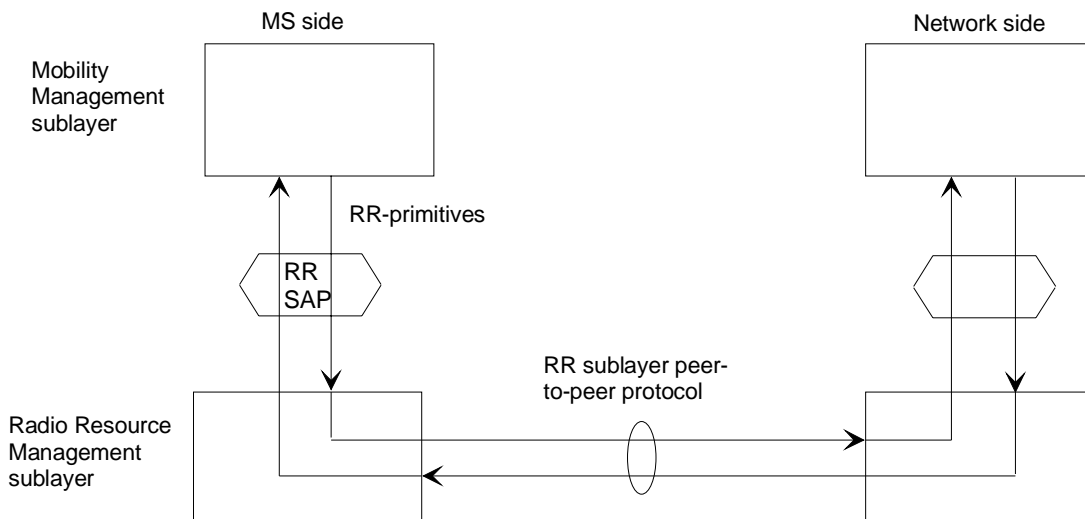 MS side
Network side
Mobility
Management
sublayer
RR-primitives
RR
SAP
RR sublayer peer-
to-peer protocol
Radio Resource
Management
sublayer